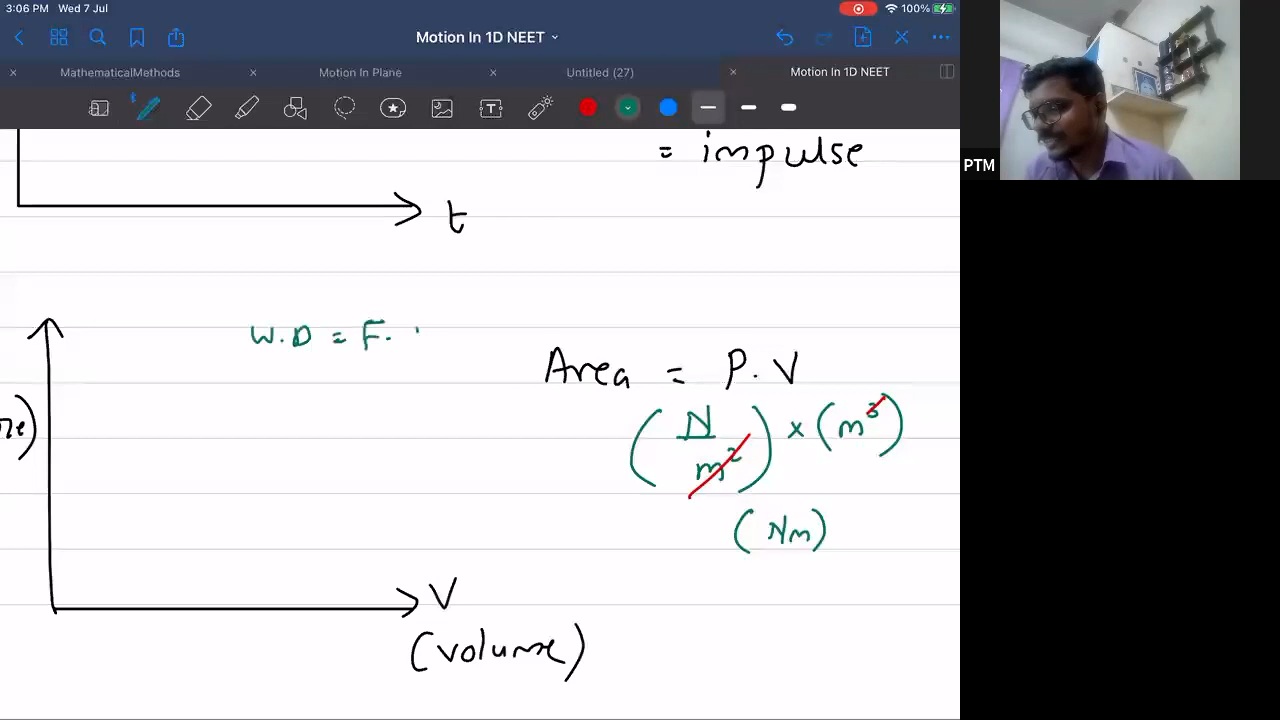 3:06 PM Wed 7 Jul
100%
Motion In 1D NEET
MathematicalMethods
Motion In Plane
Untitled (27)
Motion In 1D NEET
PTM
= impulse
t
W.D = F.
Area = P.V
(N/m²) × (m³)
(Nm)
V
(volume)